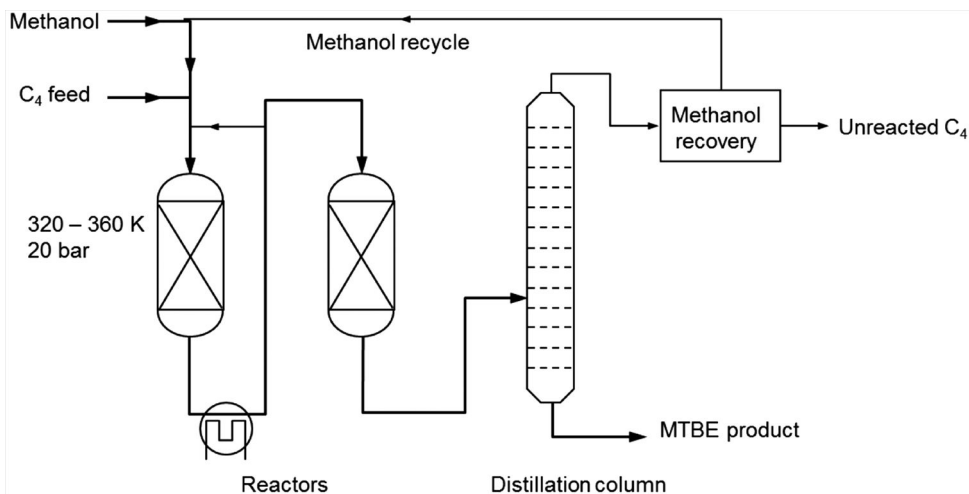 Methanol
Methanol recycle
C₄ feed
Methanol
recovery
Unreacted C₄
320 – 360 K
20 bar
MTBE product
Reactors
Distillation column